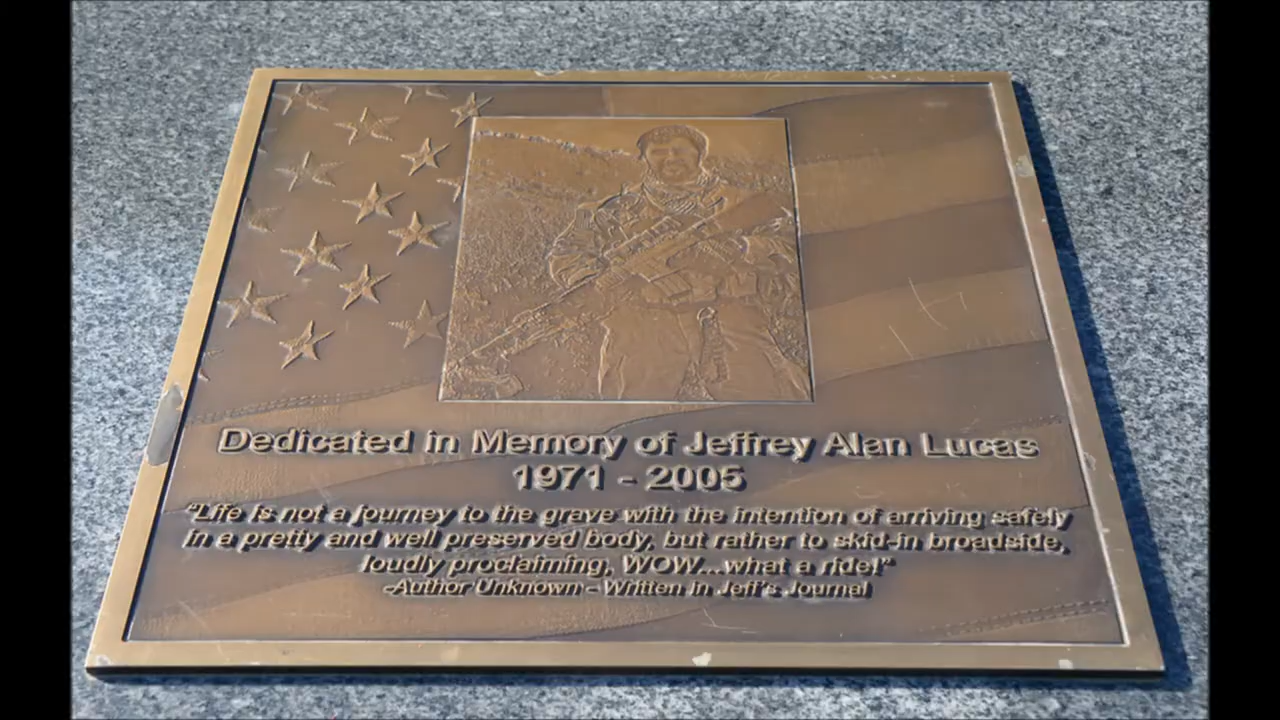 Dedicated in Memory of Jeffrey Alan Lucas
1971 - 2005
"Life is not a journey to the grave with the intention of arriving safely
in a pretty and well preserved body, but rather to skid-in broadside,
loudly proclaiming, WOW...what a ride!"
-Author Unknown - Written in Jeff's Journal